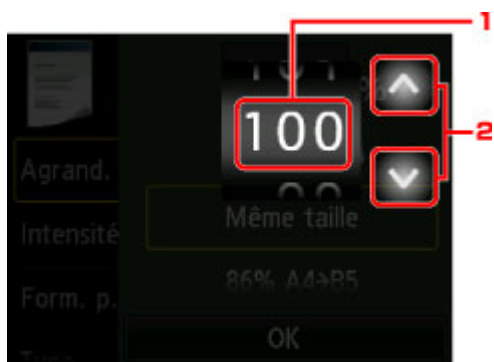 1
100
2
Agrand.
Même taille
Intensité
86% A4→B5
Form. p.
OK